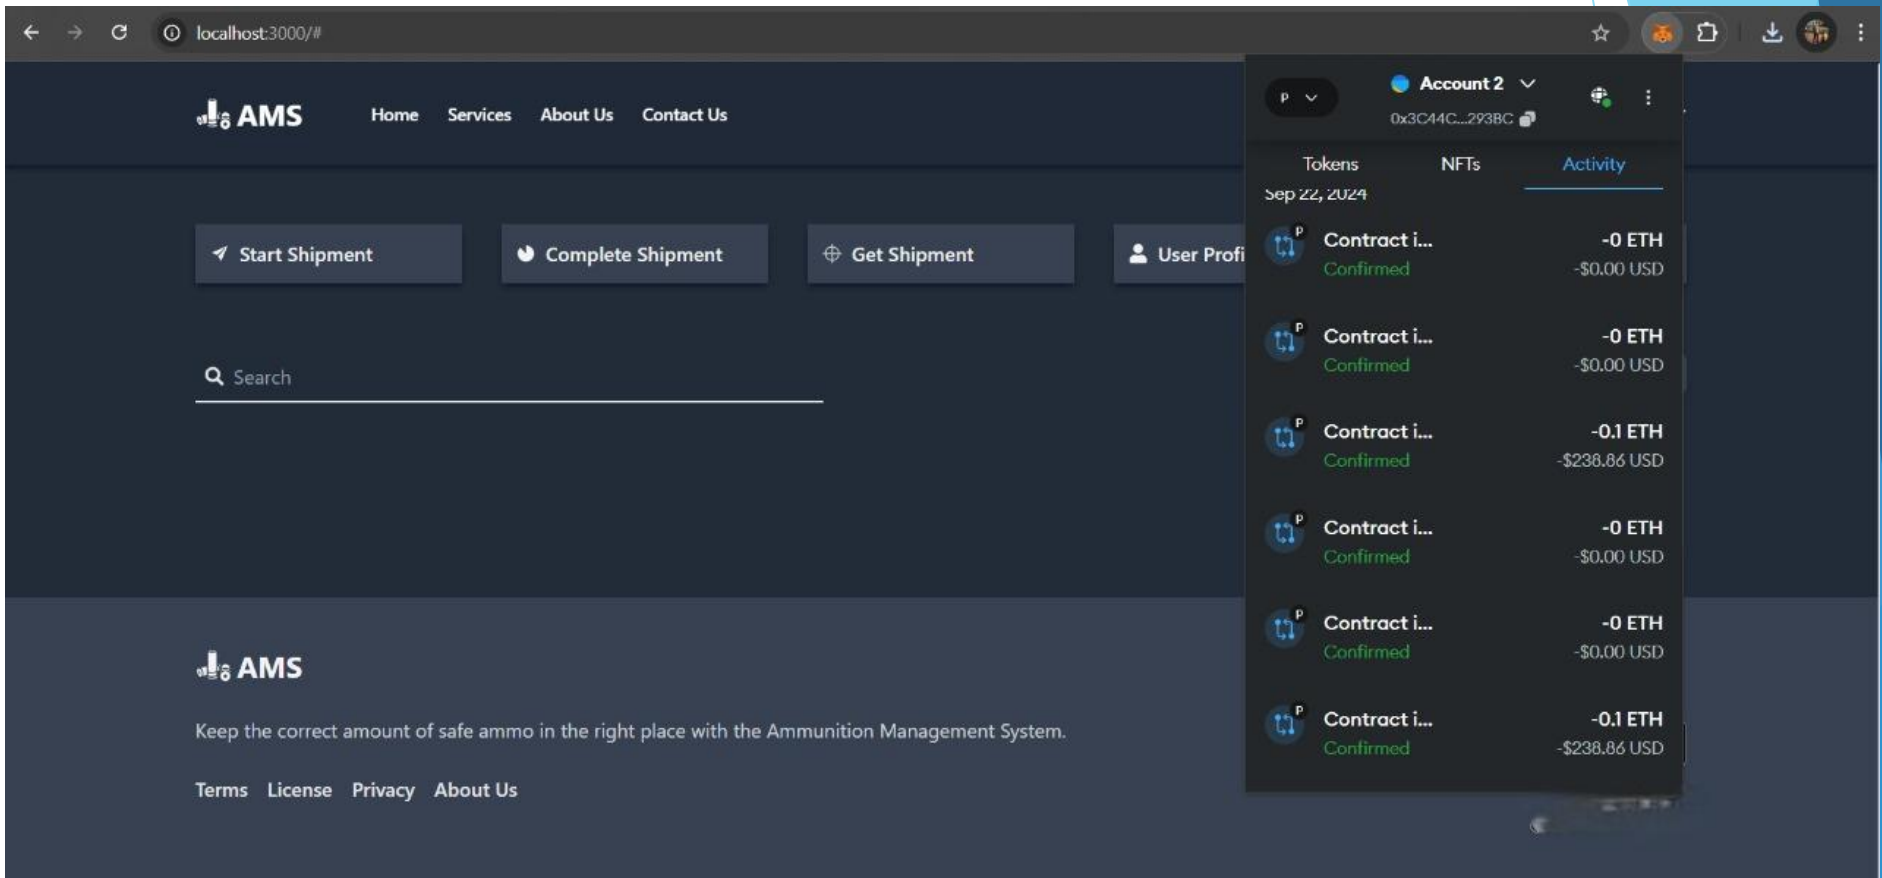 localhost:3000/#
AMS
Home Services About Us Contact Us
Start Shipment
Complete Shipment
Get Shipment
User Profi
Search
P
Account 2
0x3C44C...293BC
Tokens NFTs Activity
Sep 22, 2024
P
Contract i... -0 ETH
Confirmed -$0.00 USD
P
Contract i... -0 ETH
Confirmed -$0.00 USD
P
Contract i... -0.1 ETH
Confirmed -$238.86 USD
P
Contract i... -0 ETH
Confirmed -$0.00 USD
P
Contract i... -0 ETH
Confirmed -$0.00 USD
P
Contract i... -0.1 ETH
Confirmed -$238.86 USD
AMS
Keep the correct amount of safe ammo in the right place with the Ammunition Management System.
Terms License Privacy About Us